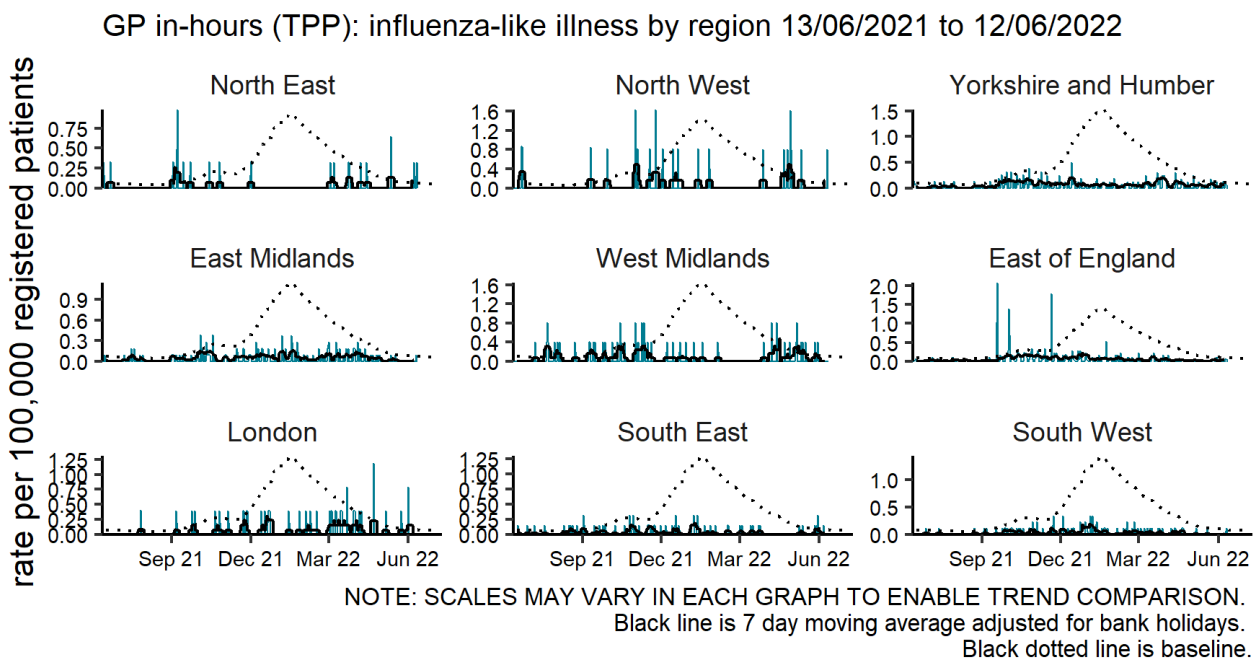 GP in-hours (TPP): influenza-like illness by region 13/06/2021 to 12/06/2022
rate per 100,000 registered patients
North East
0.75
0.50
0.25
0.00
North West
1.6
1.2
0.8
0.4
0.0
Yorkshire and Humber
1.5
1.0
0.5
0.0
East Midlands
0.9
0.6
0.3
0.0
West Midlands
1.6
1.2
0.8
0.4
0.0
East of England
2.0
1.5
1.0
0.5
0.0
London
1.25
1.00
0.75
0.50
0.25
0.00
South East
1.25
1.00
0.75
0.50
0.25
0.00
South West
1.0
0.5
0.0
Sep 21 Dec 21 Mar 22 Jun 22
Sep 21 Dec 21 Mar 22 Jun 22
Sep 21 Dec 21 Mar 22 Jun 22
NOTE: SCALES MAY VARY IN EACH GRAPH TO ENABLE TREND COMPARISON.
Black line is 7 day moving average adjusted for bank holidays.
Black dotted line is baseline.